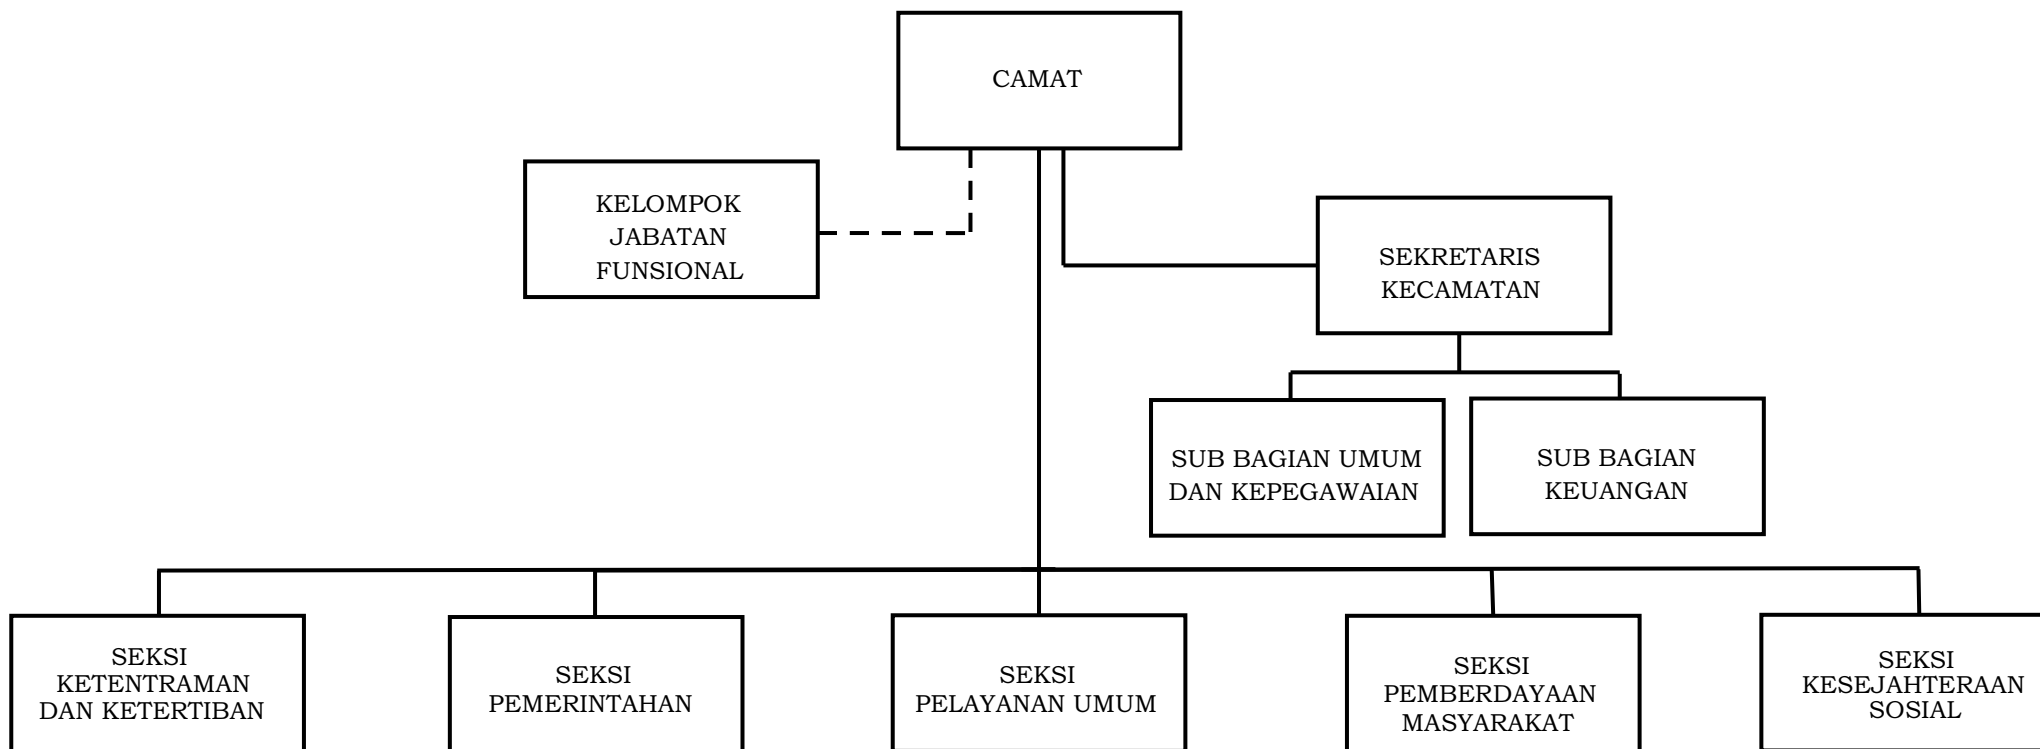 CAMAT
KELOMPOK
JABATAN
FUNSIONAL
SEKRETARIS
KECAMATAN
SUB BAGIAN UMUM
DAN KEPEGAWAIAN
SUB BAGIAN
KEUANGAN
SEKSI
KETENTRAMAN
DAN KETERTIBAN
SEKSI
PEMERINTAHAN
SEKSI
PELAYANAN UMUM
SEKSI
PEMBERDAYAAN
MASYARAKAT
SEKSI
KESEJAHTERAAN
SOSIAL